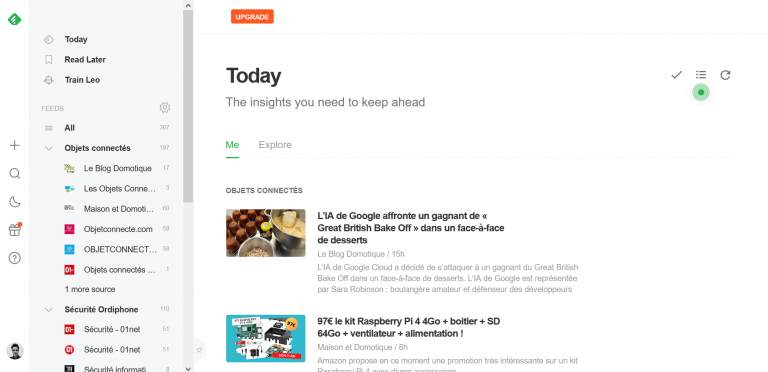 UPGRADE
Today
Read Later
Train Leo
FEEDS
All 307
Objets connectés 197
Le Blog Domotique 17
Les Objets Conne... 3
Maison et Domoti... 60
Objetconnecte.com 58
OBJETCONNECT... 58
Objets connectés ... 1
1 more source
Sécurité Ordiphone 110
Sécurité - 01net 51
Sécurité - 01net 51
Sécurité informati...
Today
The insights you need to keep ahead
Me Explore
OBJETS CONNECTÉS
L'IA de Google affronte un gagnant de «
Great British Bake Off » dans un face-à-face
de desserts
Le Blog Domotique / 15h
L'IA de Google Cloud a décidé de s'attaquer à un gagnant du Great British
Bake Off dans un face-à-face de desserts. L'IA de Google est représentée
par Sara Robinson ; boulangère amateur et défenseur des développeurs
97€ le kit Raspberry Pi 4 4Go + boitier + SD
64Go + ventilateur + alimentation !
Maison et Domotique / 8h
Amazon propose en ce moment une promotion très intéressante sur un kit
Raspberry Pi 4 avec divers accessoires
KIT RASPBERRY PI 4
97€